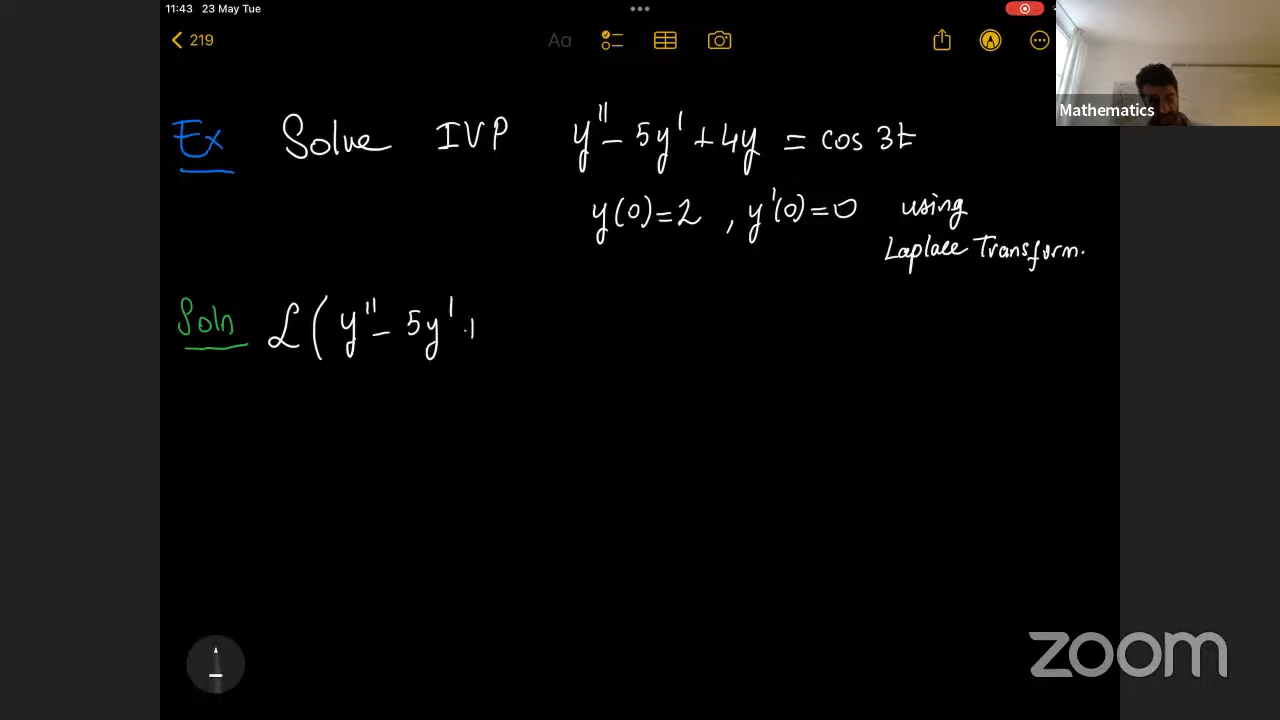 11:43 23 May Tue
219
Aa
Mathematics
Ex Solve IVP y'' - 5y' + 4y = cos 3t
y(0)=2 , y'(0)=0 using
Laplace Transform.
Soln ℒ(y'' - 5y' +
zoom